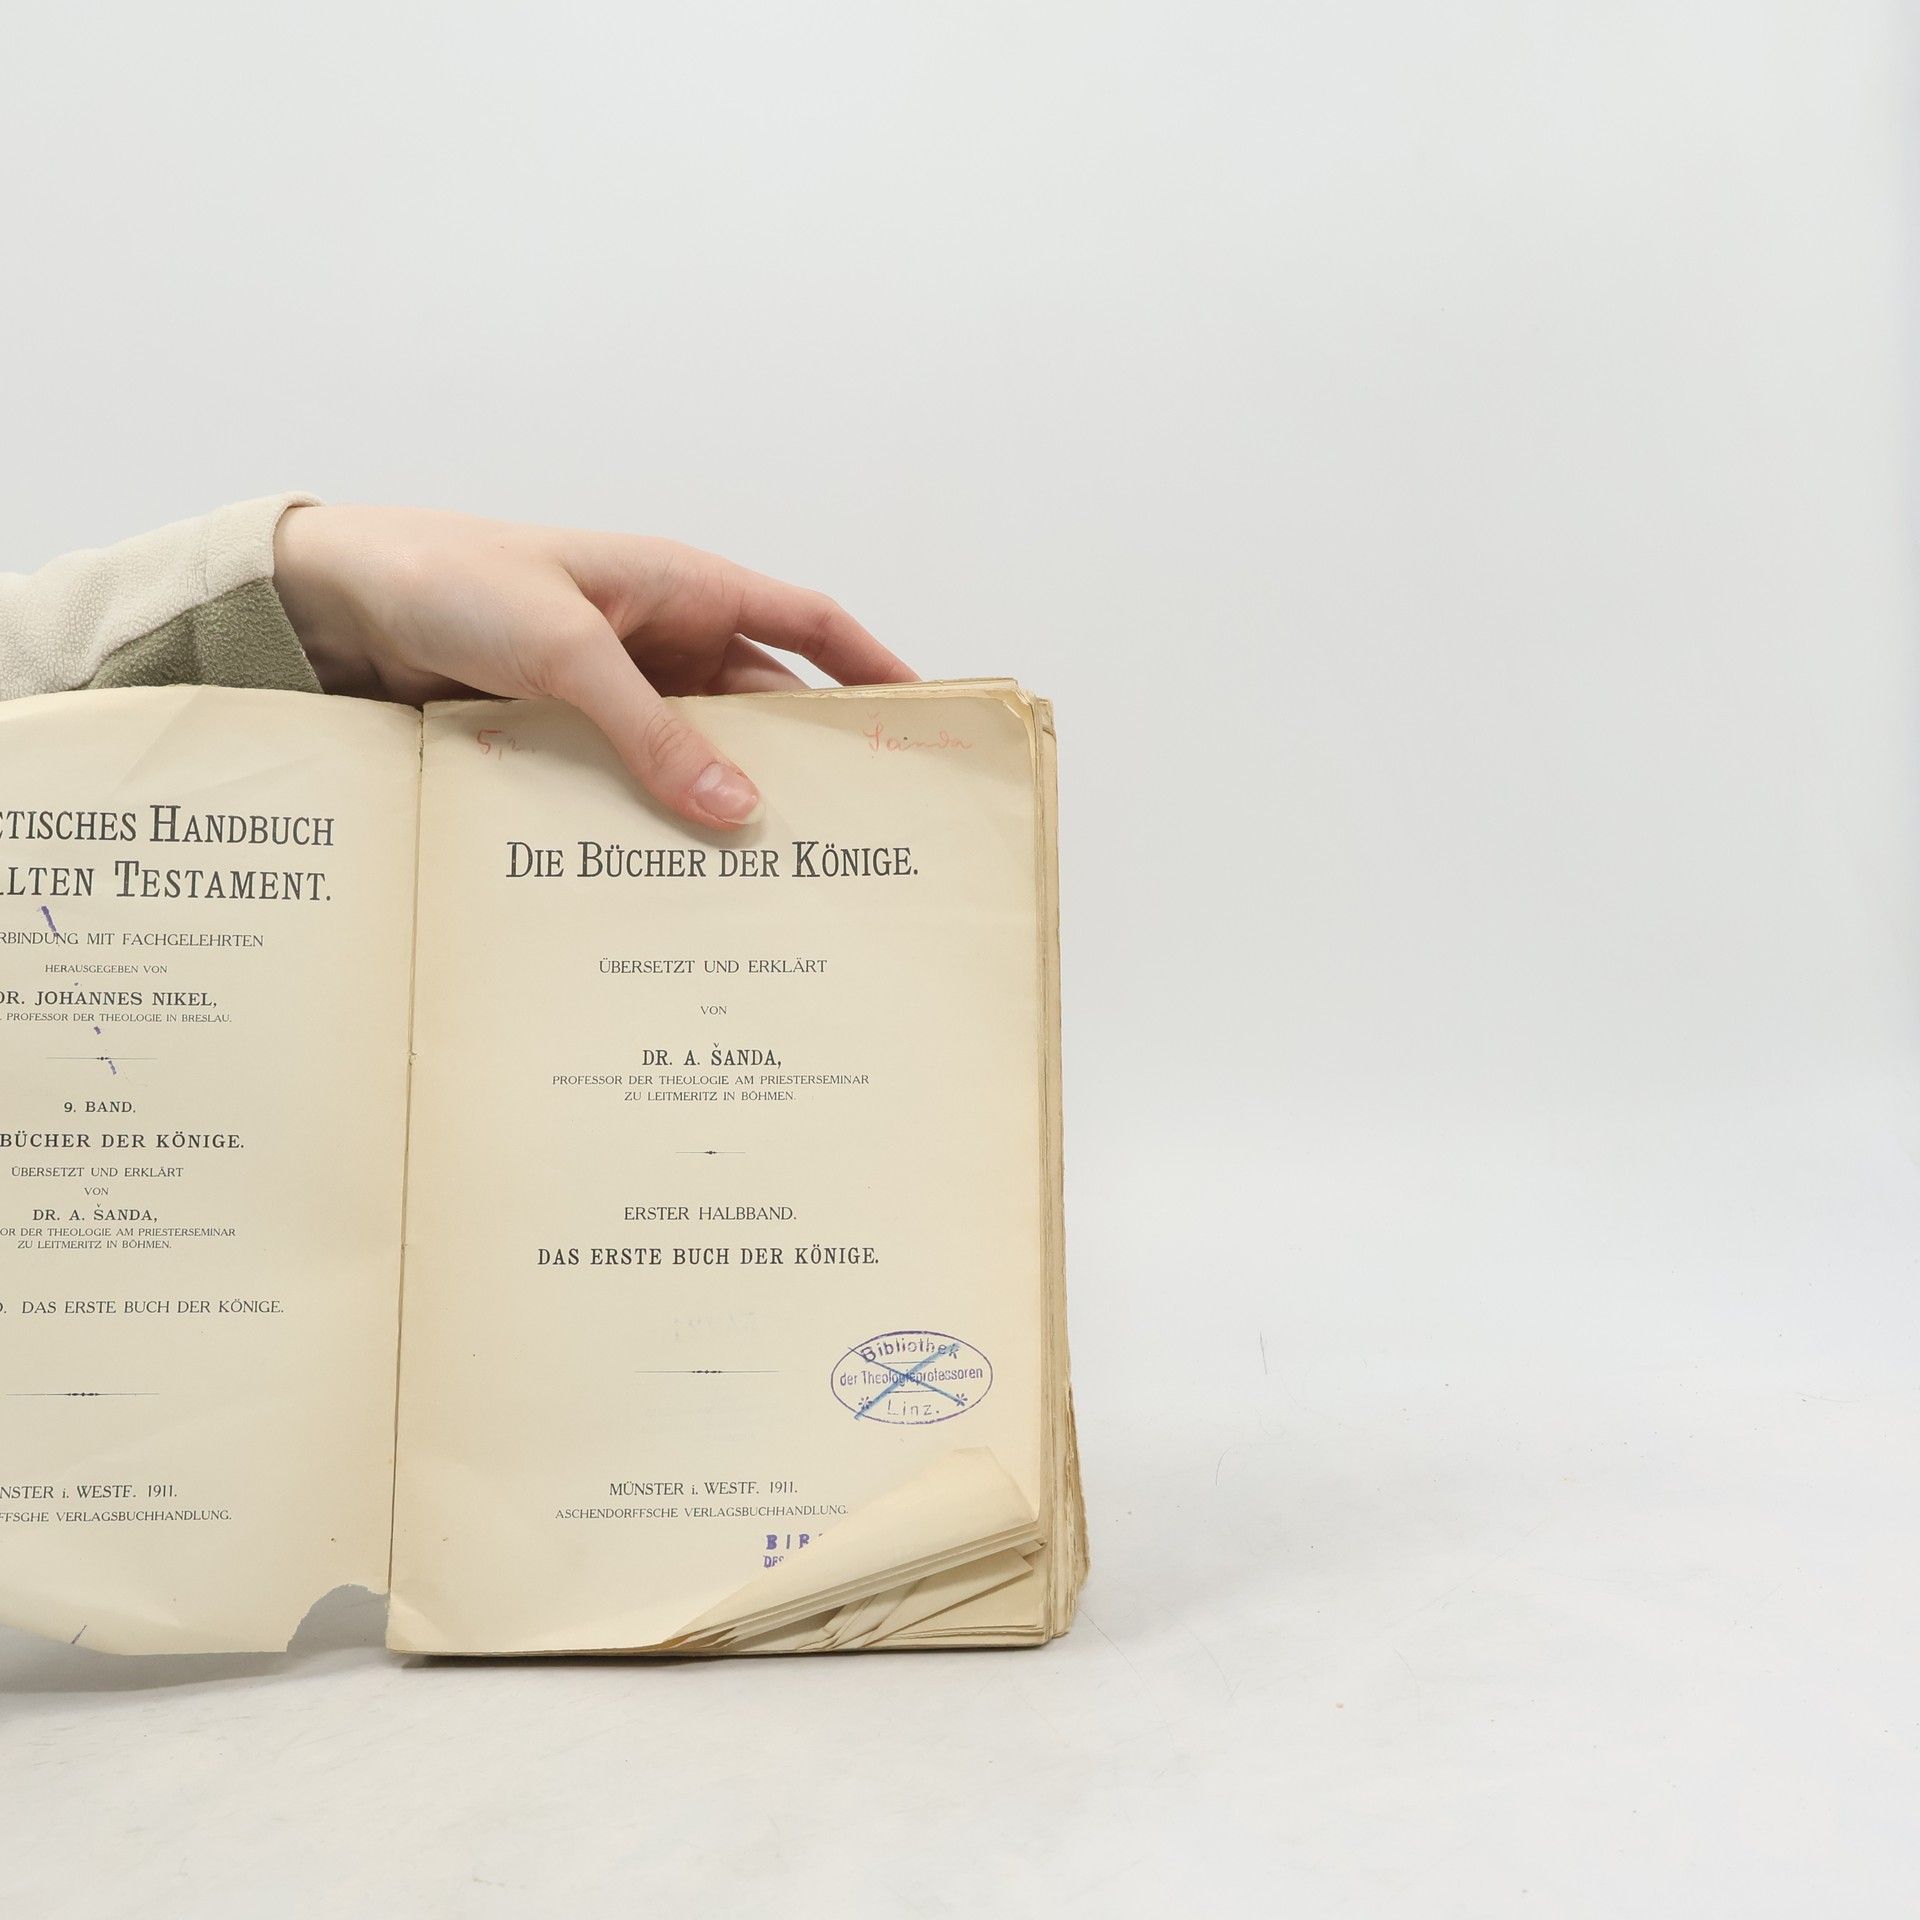 ETISCHES HANDBUCH
ALTEN TESTAMENT.
RBINDUNG MIT FACHGELEHRTEN
HERAUSGEGEBEN VON
DR. JOHANNES NIKEL,
. PROFESSOR DER THEOLOGIE IN BRESLAU.
9. BAND.
BÜCHER DER KÖNIGE.
ÜBERSETZT UND ERKLÄRT
VON
DR. A. ŠANDA,
OR DER THEOLOGIE AM PRIESTERSEMINAR
ZU LEITMERITZ IN BÖHMEN.
D. DAS ERSTE BUCH DER KÖNIGE.
NSTER i. WESTF. 1911.
FFSGHE VERLAGSBUCHHANDLUNG.
Šanda
DIE BÜCHER DER KÖNIGE.
ÜBERSETZT UND ERKLÄRT
VON
DR. A. ŠANDA,
PROFESSOR DER THEOLOGIE AM PRIESTERSEMINAR
ZU LEITMERITZ IN BÖHMEN.
ERSTER HALBBAND.
DAS ERSTE BUCH DER KÖNIGE.
Bibliothek
der Theologieprofessoren
* Linz. *
MÜNSTER i. WESTF. 1911.
ASCHENDORFFSCHE VERLAGSBUCHHANDLUNG.